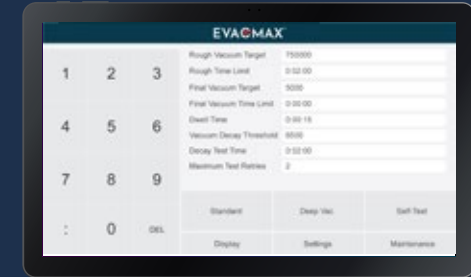 EVACMAX
Rough Vacuum Target 750000
Rough Time Limit 0:02:00
Final Vacuum Target 5000
Final Vacuum Time Limit 0:00:00
Dwell Time 0:00:15
Vacuum Decay Threshold 6500
Decay Test Time 0:02:00
Maximum Test Retries 2
1 2 3
4 5 6
7 8 9
: 0 DEL
Standard Deep Vac Self Test
Display Settings Maintenance